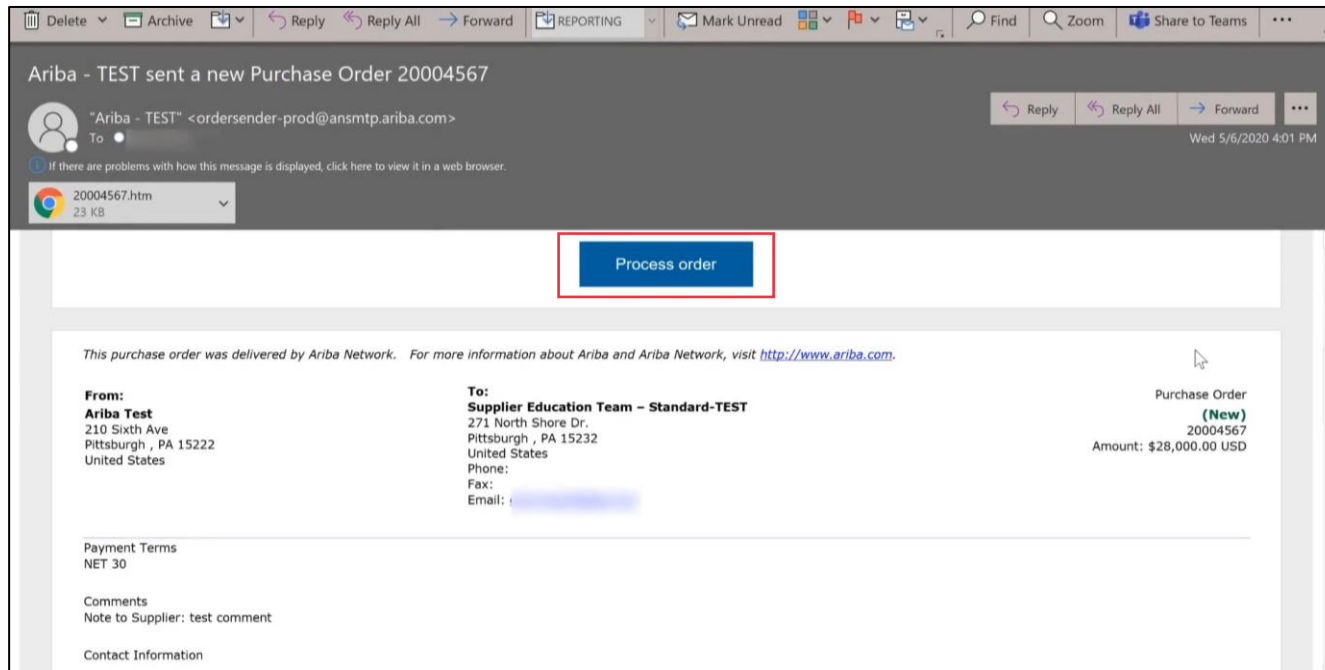 Delete Archive Reply Reply All Forward REPORTING Mark Unread Find Zoom Share to Teams
Ariba - TEST sent a new Purchase Order 20004567
"Ariba - TEST" <ordersender-prod@ansmtp.ariba.com>
Reply Reply All Forward
To
Wed 5/6/2020 4:01 PM
If there are problems with how this message is displayed, click here to view it in a web browser.
20004567.htm
23 KB
Process order
This purchase order was delivered by Ariba Network. For more information about Ariba and Ariba Network, visit http://www.ariba.com.
From:
Ariba Test
210 Sixth Ave
Pittsburgh , PA 15222
United States
To:
Supplier Education Team – Standard-TEST
271 North Shore Dr.
Pittsburgh , PA 15232
United States
Phone:
Fax:
Email:
Purchase Order
(New)
20004567
Amount: $28,000.00 USD
Payment Terms
NET 30
Comments
Note to Supplier: test comment
Contact Information